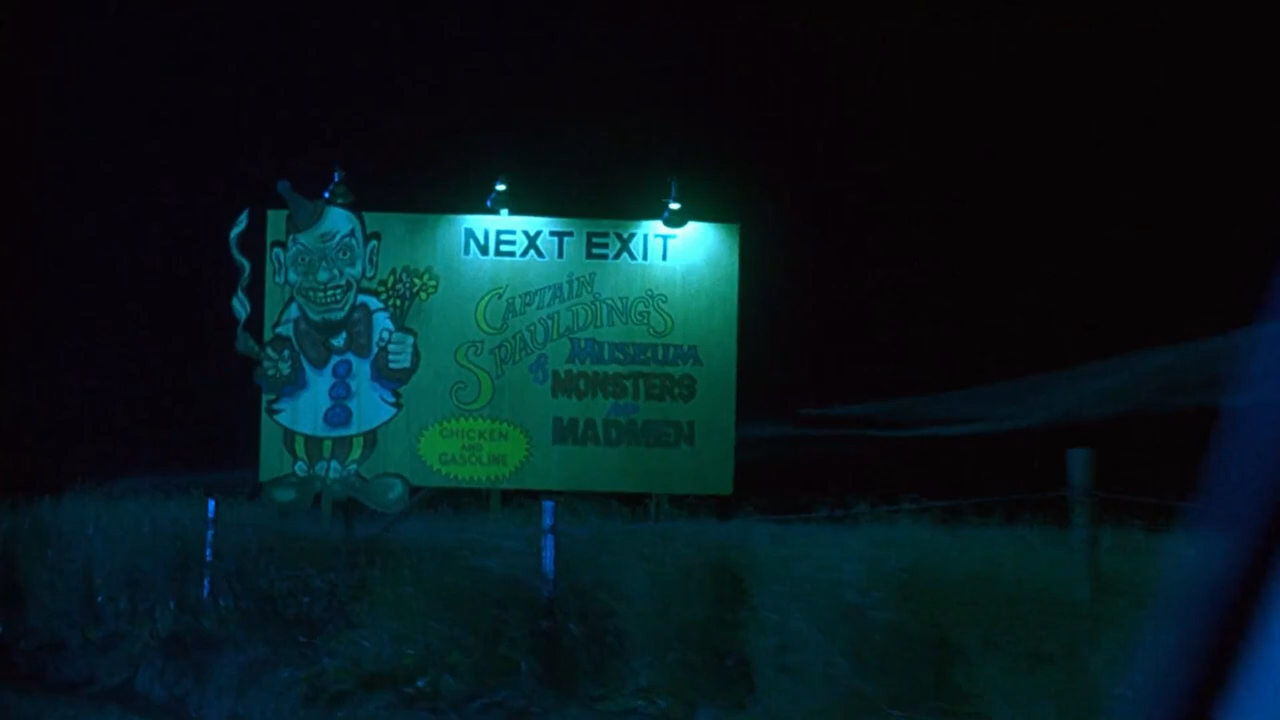 NEXT EXIT
CAPTAIN
SPAULDING'S
MUSEUM
of MONSTERS
AND
MADMEN
CHICKEN
AND
GASOLINE